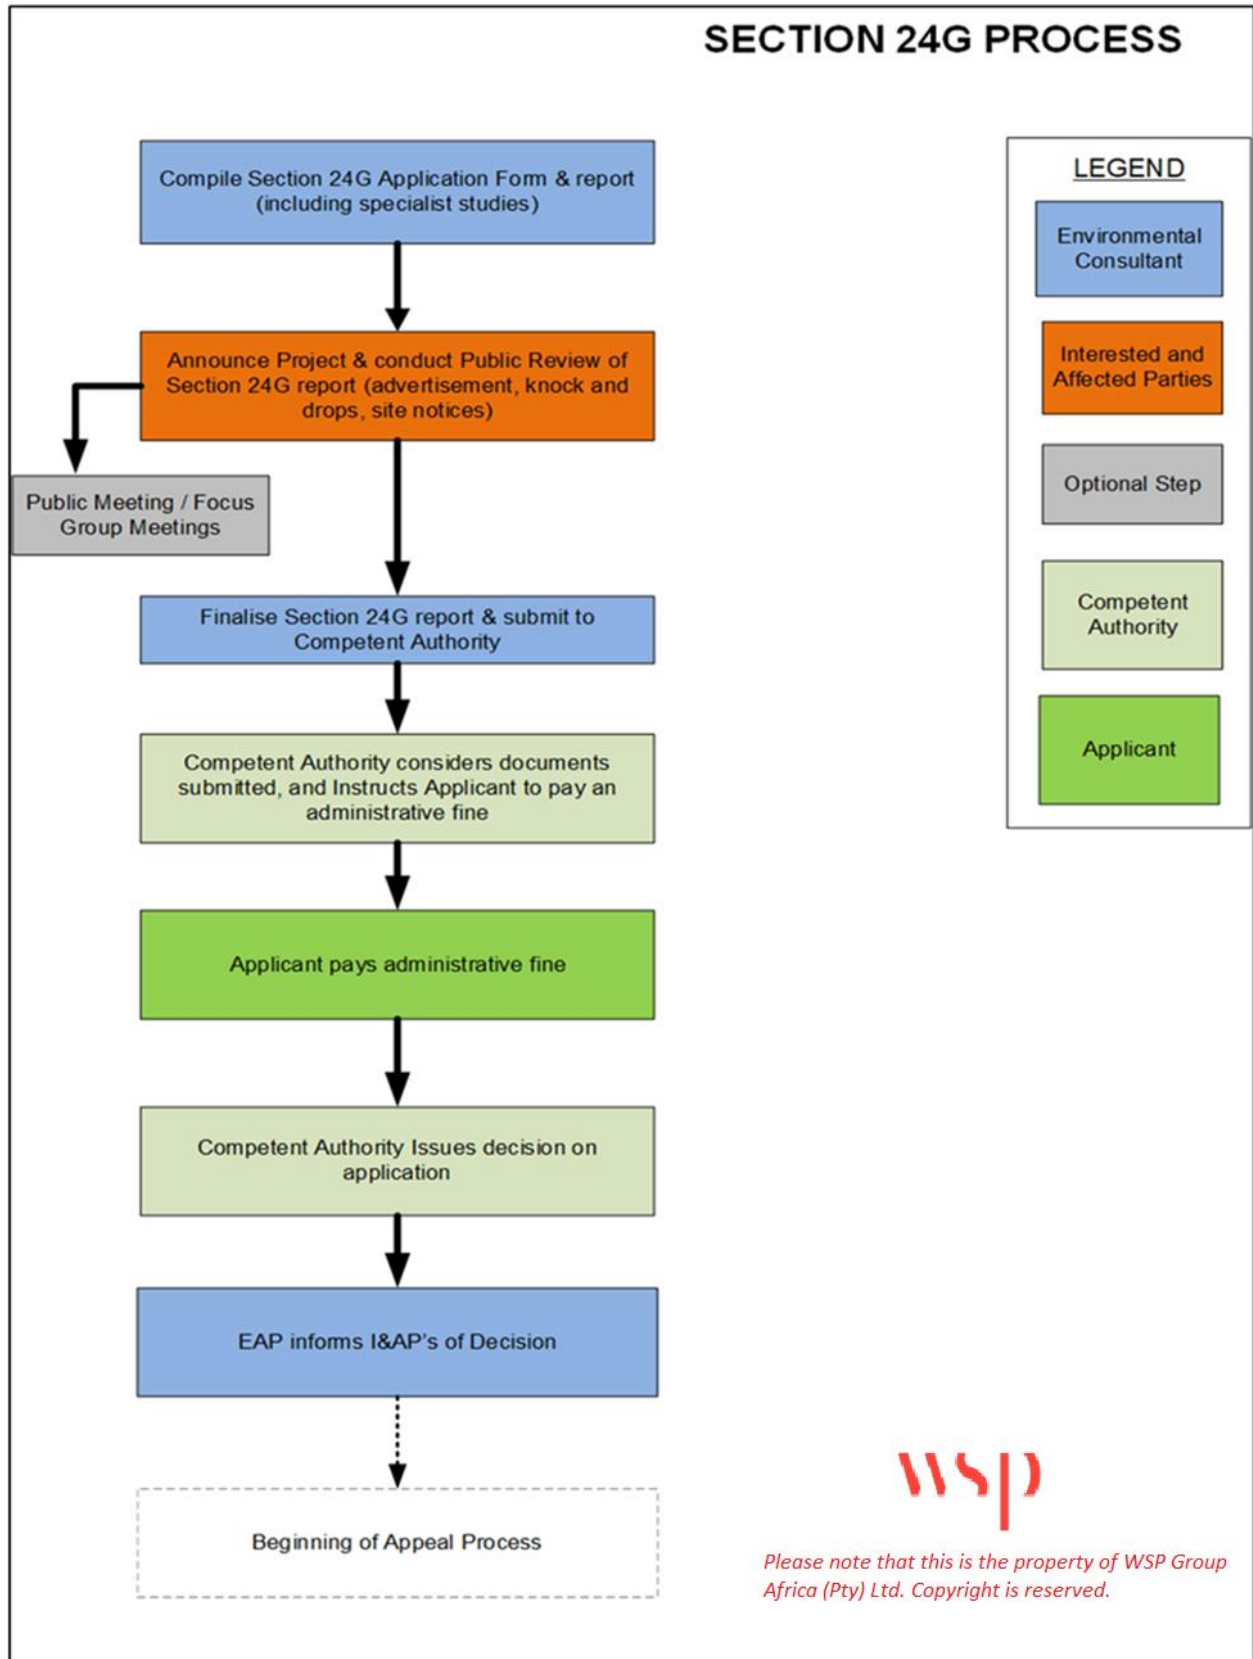 SECTION 24G PROCESS
Compile Section 24G Application Form & report
(including specialist studies)
Announce Project & conduct Public Review of
Section 24G report (advertisement, knock and
drops, site notices)
Public Meeting / Focus
Group Meetings
Finalise Section 24G report & submit to
Competent Authority
Competent Authority considers documents
submitted, and Instructs Applicant to pay an
administrative fine
Applicant pays administrative fine
Competent Authority Issues decision on
application
EAP informs I&AP's of Decision
Beginning of Appeal Process
LEGEND
Environmental
Consultant
Interested and
Affected Parties
Optional Step
Competent
Authority
Applicant
wsp
Please note that this is the property of WSP Group
Africa (Pty) Ltd. Copyright is reserved.